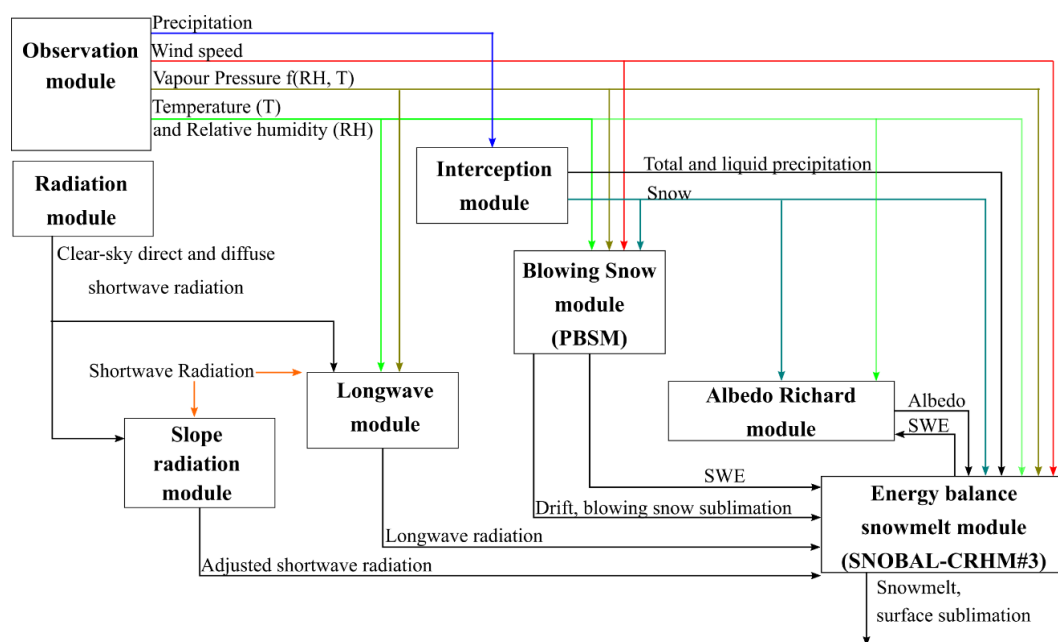 Precipitation
Observation
module
Wind speed
Vapour Pressure f(RH, T)
Temperature (T)
and Relative humidity (RH)
Interception
module
Total and liquid precipitation
Snow
Radiation
module
Clear-sky direct and diffuse
shortwave radiation
Blowing Snow
module
(PBSM)
Shortwave Radiation
Longwave
module
Albedo Richard
module
Albedo
SWE
Slope
radiation
module
SWE
Drift, blowing snow sublimation
Longwave radiation
Adjusted shortwave radiation
Energy balance
snowmelt module
(SNOBAL-CRHM#3)
Snowmelt,
surface sublimation